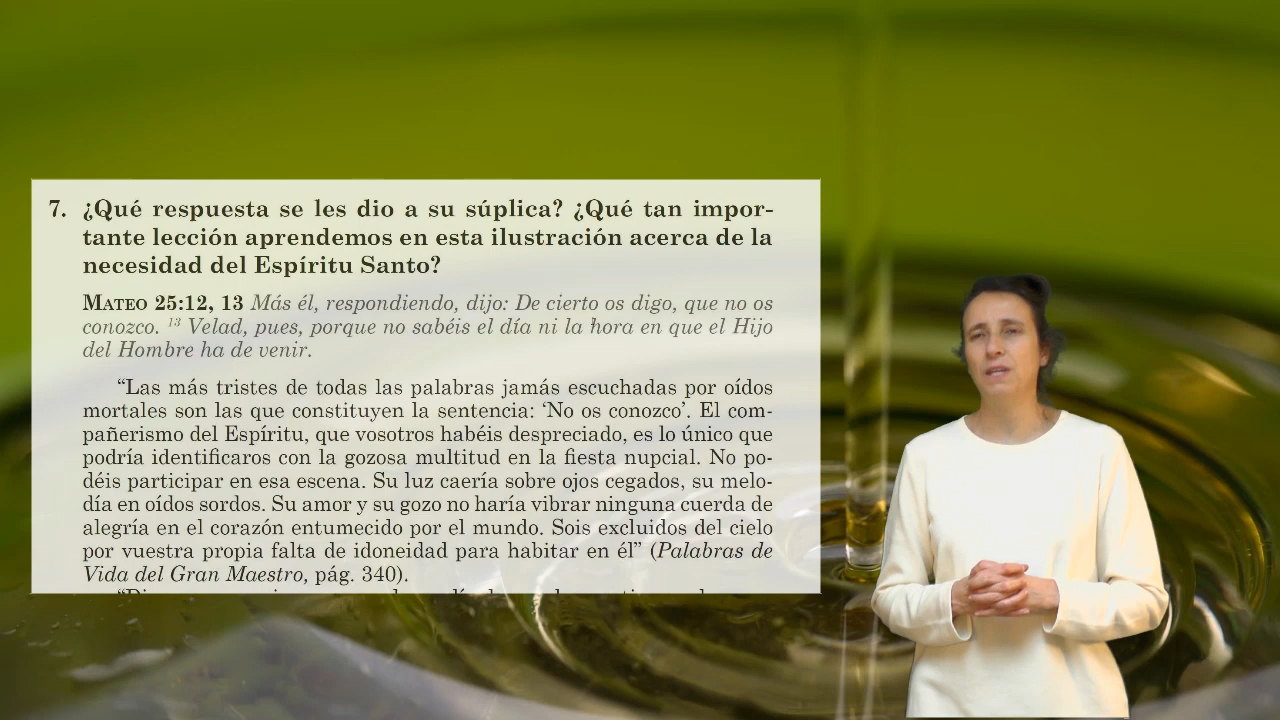 7. ¿Qué respuesta se les dio a su súplica? ¿Qué tan impor-
tante lección aprendemos en esta ilustración acerca de la
necesidad del Espíritu Santo?
MATEO 25:12, 13 Más él, respondiendo, dijo: De cierto os digo, que no os
conozco. 13 Velad, pues, porque no sabéis el día ni la hora en que el Hijo
del Hombre ha de venir.
“Las más tristes de todas las palabras jamás escuchadas por oídos
mortales son las que constituyen la sentencia: ‘No os conozco’. El com-
pañerismo del Espíritu, que vosotros habéis despreciado, es lo único que
podría identificaros con la gozosa multitud en la fiesta nupcial. No po-
déis participar en esa escena. Su luz caería sobre ojos cegados, su melo-
día en oídos sordos. Su amor y su gozo no haría vibrar ninguna cuerda de
alegría en el corazón entumecido por el mundo. Sois excluidos del cielo
por vuestra propia falta de idoneidad para habitar en él” (Palabras de
Vida del Gran Maestro, pág. 340).